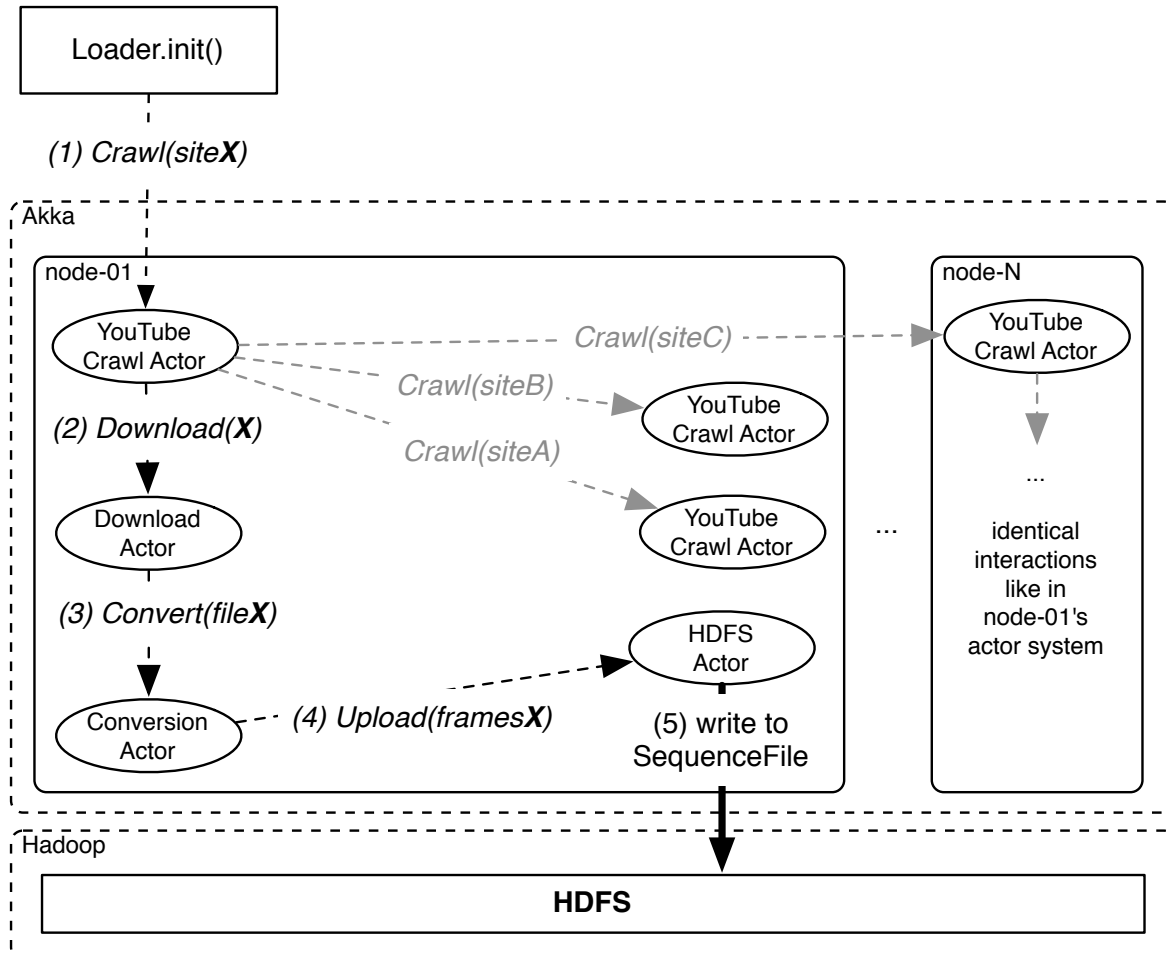 Loader.init()
(1) Crawl(siteX)
Akka
node-01
node-N
YouTube
Crawl Actor
Crawl(siteC)
YouTube
Crawl Actor
Crawl(siteB)
YouTube
Crawl Actor
(2) Download(X)
Crawl(siteA)
...
Download
Actor
YouTube
Crawl Actor
...
identical
interactions
like in
node-01's
actor system
(3) Convert(fileX)
HDFS
Actor
Conversion
Actor
(4) Upload(framesX)
(5) write to
SequenceFile
Hadoop
HDFS